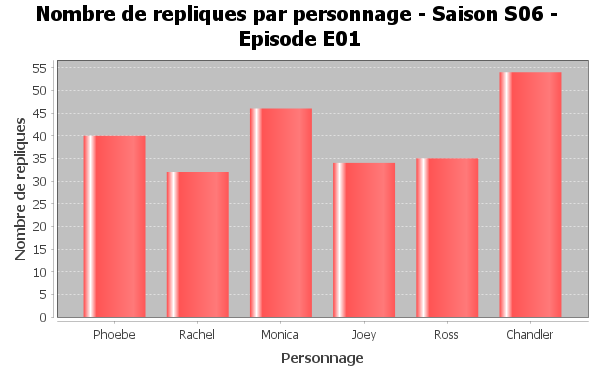 Nombre de repliques par personnage - Saison S06 -
Episode E01
Nombre de repliques
55
50
45
40
35
30
25
20
15
10
5
0
Phoebe Rachel Monica Joey Ross Chandler
Personnage